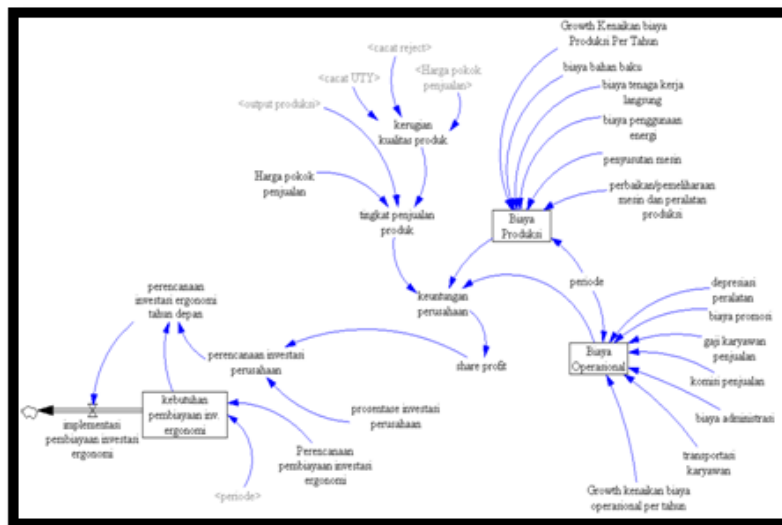 Growth Kenaikan biaya
Produksi Per Tahun
<cacat reject>
<cacat UTY>
<Harga pokok
penjualan>
biaya bahan baku
biaya tenaga kerja
langsung
<output produksi>
kerugian
kualitas produk
biaya penggunaan
energi
penyusutan mesin
Harga pokok
penjualan
perbaikan/pemeliharaan
mesin dan peralatan
produksi
tingkat penjualan
produk
Biaya
Produksi
perencanaan
investasi ergonomi
tahun depan
keuntungan
perusahaan
periode
depresiasi
peralatan
biaya promosi
gaji karyawan
penjualan
perencanaan investasi
perusahaan
share profit
Biaya
Operasional
komisi penjualan
kebutuhan
pembiayaan inv.
ergonomi
prosentase investasi
perusahaan
biaya administrasi
implementasi
pembiayaan investasi
ergonomi
Perencanaan
pembiayaan investasi
ergonomi
transportasi
karyawan
<periode>
Growth kenaikan biaya
operasional per tahun